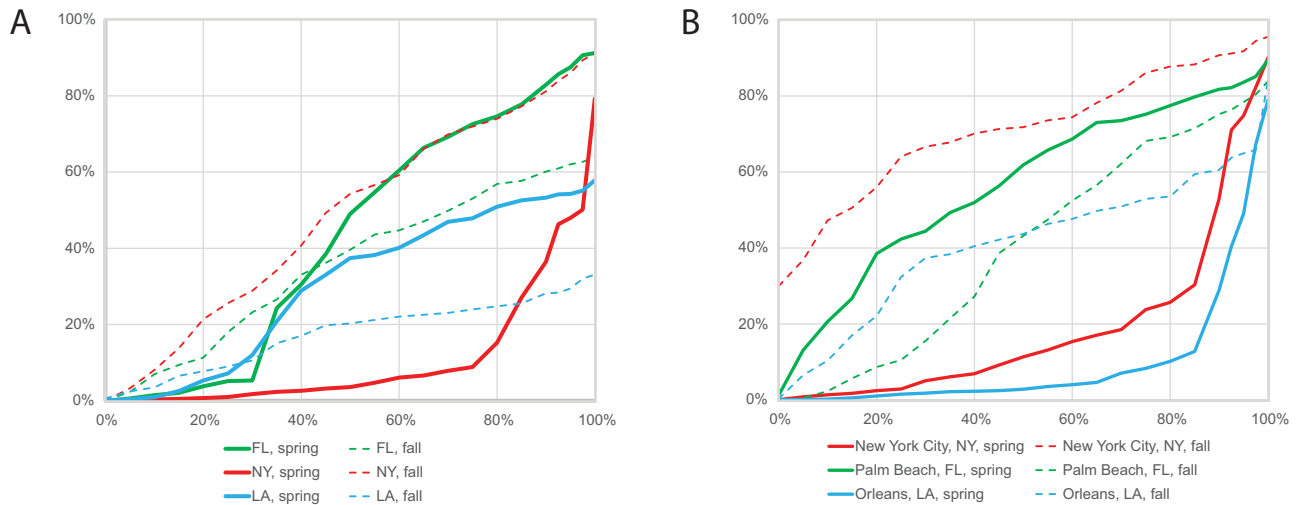 A
100%
80%
60%
40%
20%
0%
0% 20% 40% 60% 80% 100%
FL, spring FL, fall
NY, spring NY, fall
LA, spring LA, fall
B
100%
80%
60%
40%
20%
0%
0% 20% 40% 60% 80% 100%
New York City, NY, spring New York City, NY, fall
Palm Beach, FL, spring Palm Beach, FL, fall
Orleans, LA, spring Orleans, LA, fall